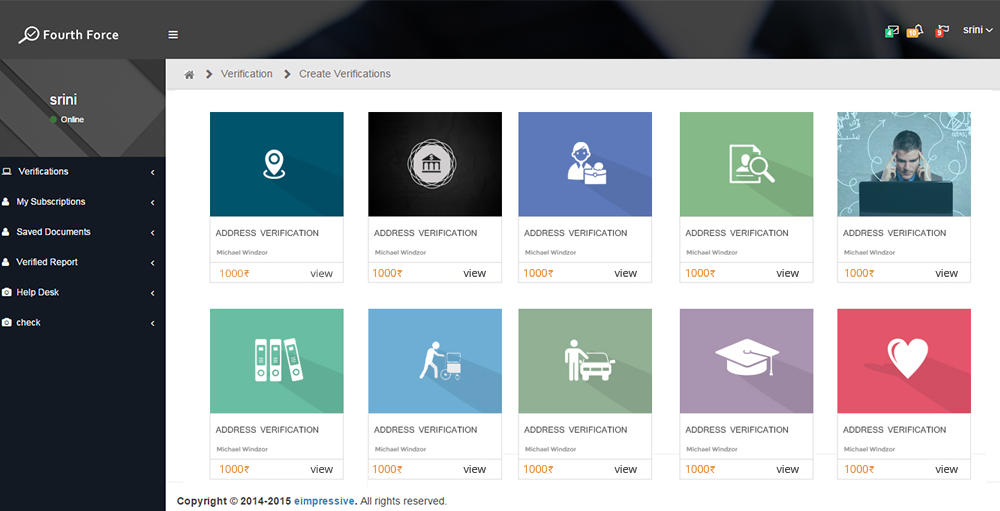 Fourth Force
4
10
9
srini
srini
Online
Verification
Create Verifications
Verifications
My Subscriptions
Saved Documents
Verified Report
Help Desk
check
ADDRESS VERIFICATION
Michael Windzor
1000₹ view
ADDRESS VERIFICATION
Michael Windzor
1000₹ view
ADDRESS VERIFICATION
Michael Windzor
1000₹ view
ADDRESS VERIFICATION
Michael Windzor
1000₹ view
ADDRESS VERIFICATION
Michael Windzor
1000₹ view
ADDRESS VERIFICATION
Michael Windzor
1000₹ view
ADDRESS VERIFICATION
Michael Windzor
1000₹ view
ADDRESS VERIFICATION
Michael Windzor
1000₹ view
ADDRESS VERIFICATION
Michael Windzor
1000₹ view
ADDRESS VERIFICATION
Michael Windzor
1000₹ view
Copyright © 2014-2015 eimpressive. All rights reserved.